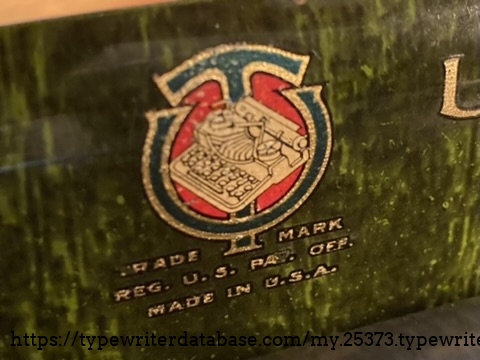 U
TRADE MARK
REG. U.S. PAT. OFF.
MADE IN U.S.A.
https://typewriterdatabase.com/my.25373.typewrite